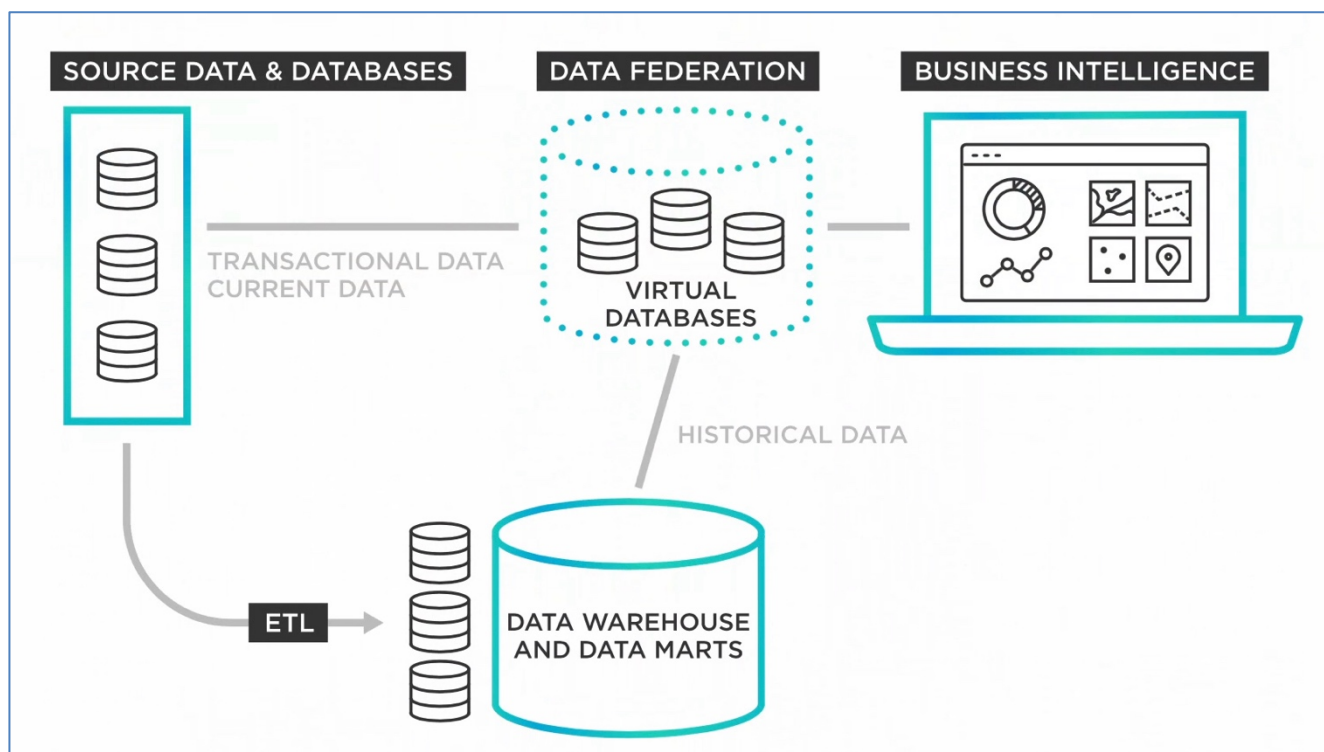 SOURCE DATA & DATABASES
DATA FEDERATION
BUSINESS INTELLIGENCE
TRANSACTIONAL DATA
CURRENT DATA
VIRTUAL
DATABASES
HISTORICAL DATA
ETL
DATA WAREHOUSE
AND DATA MARTS